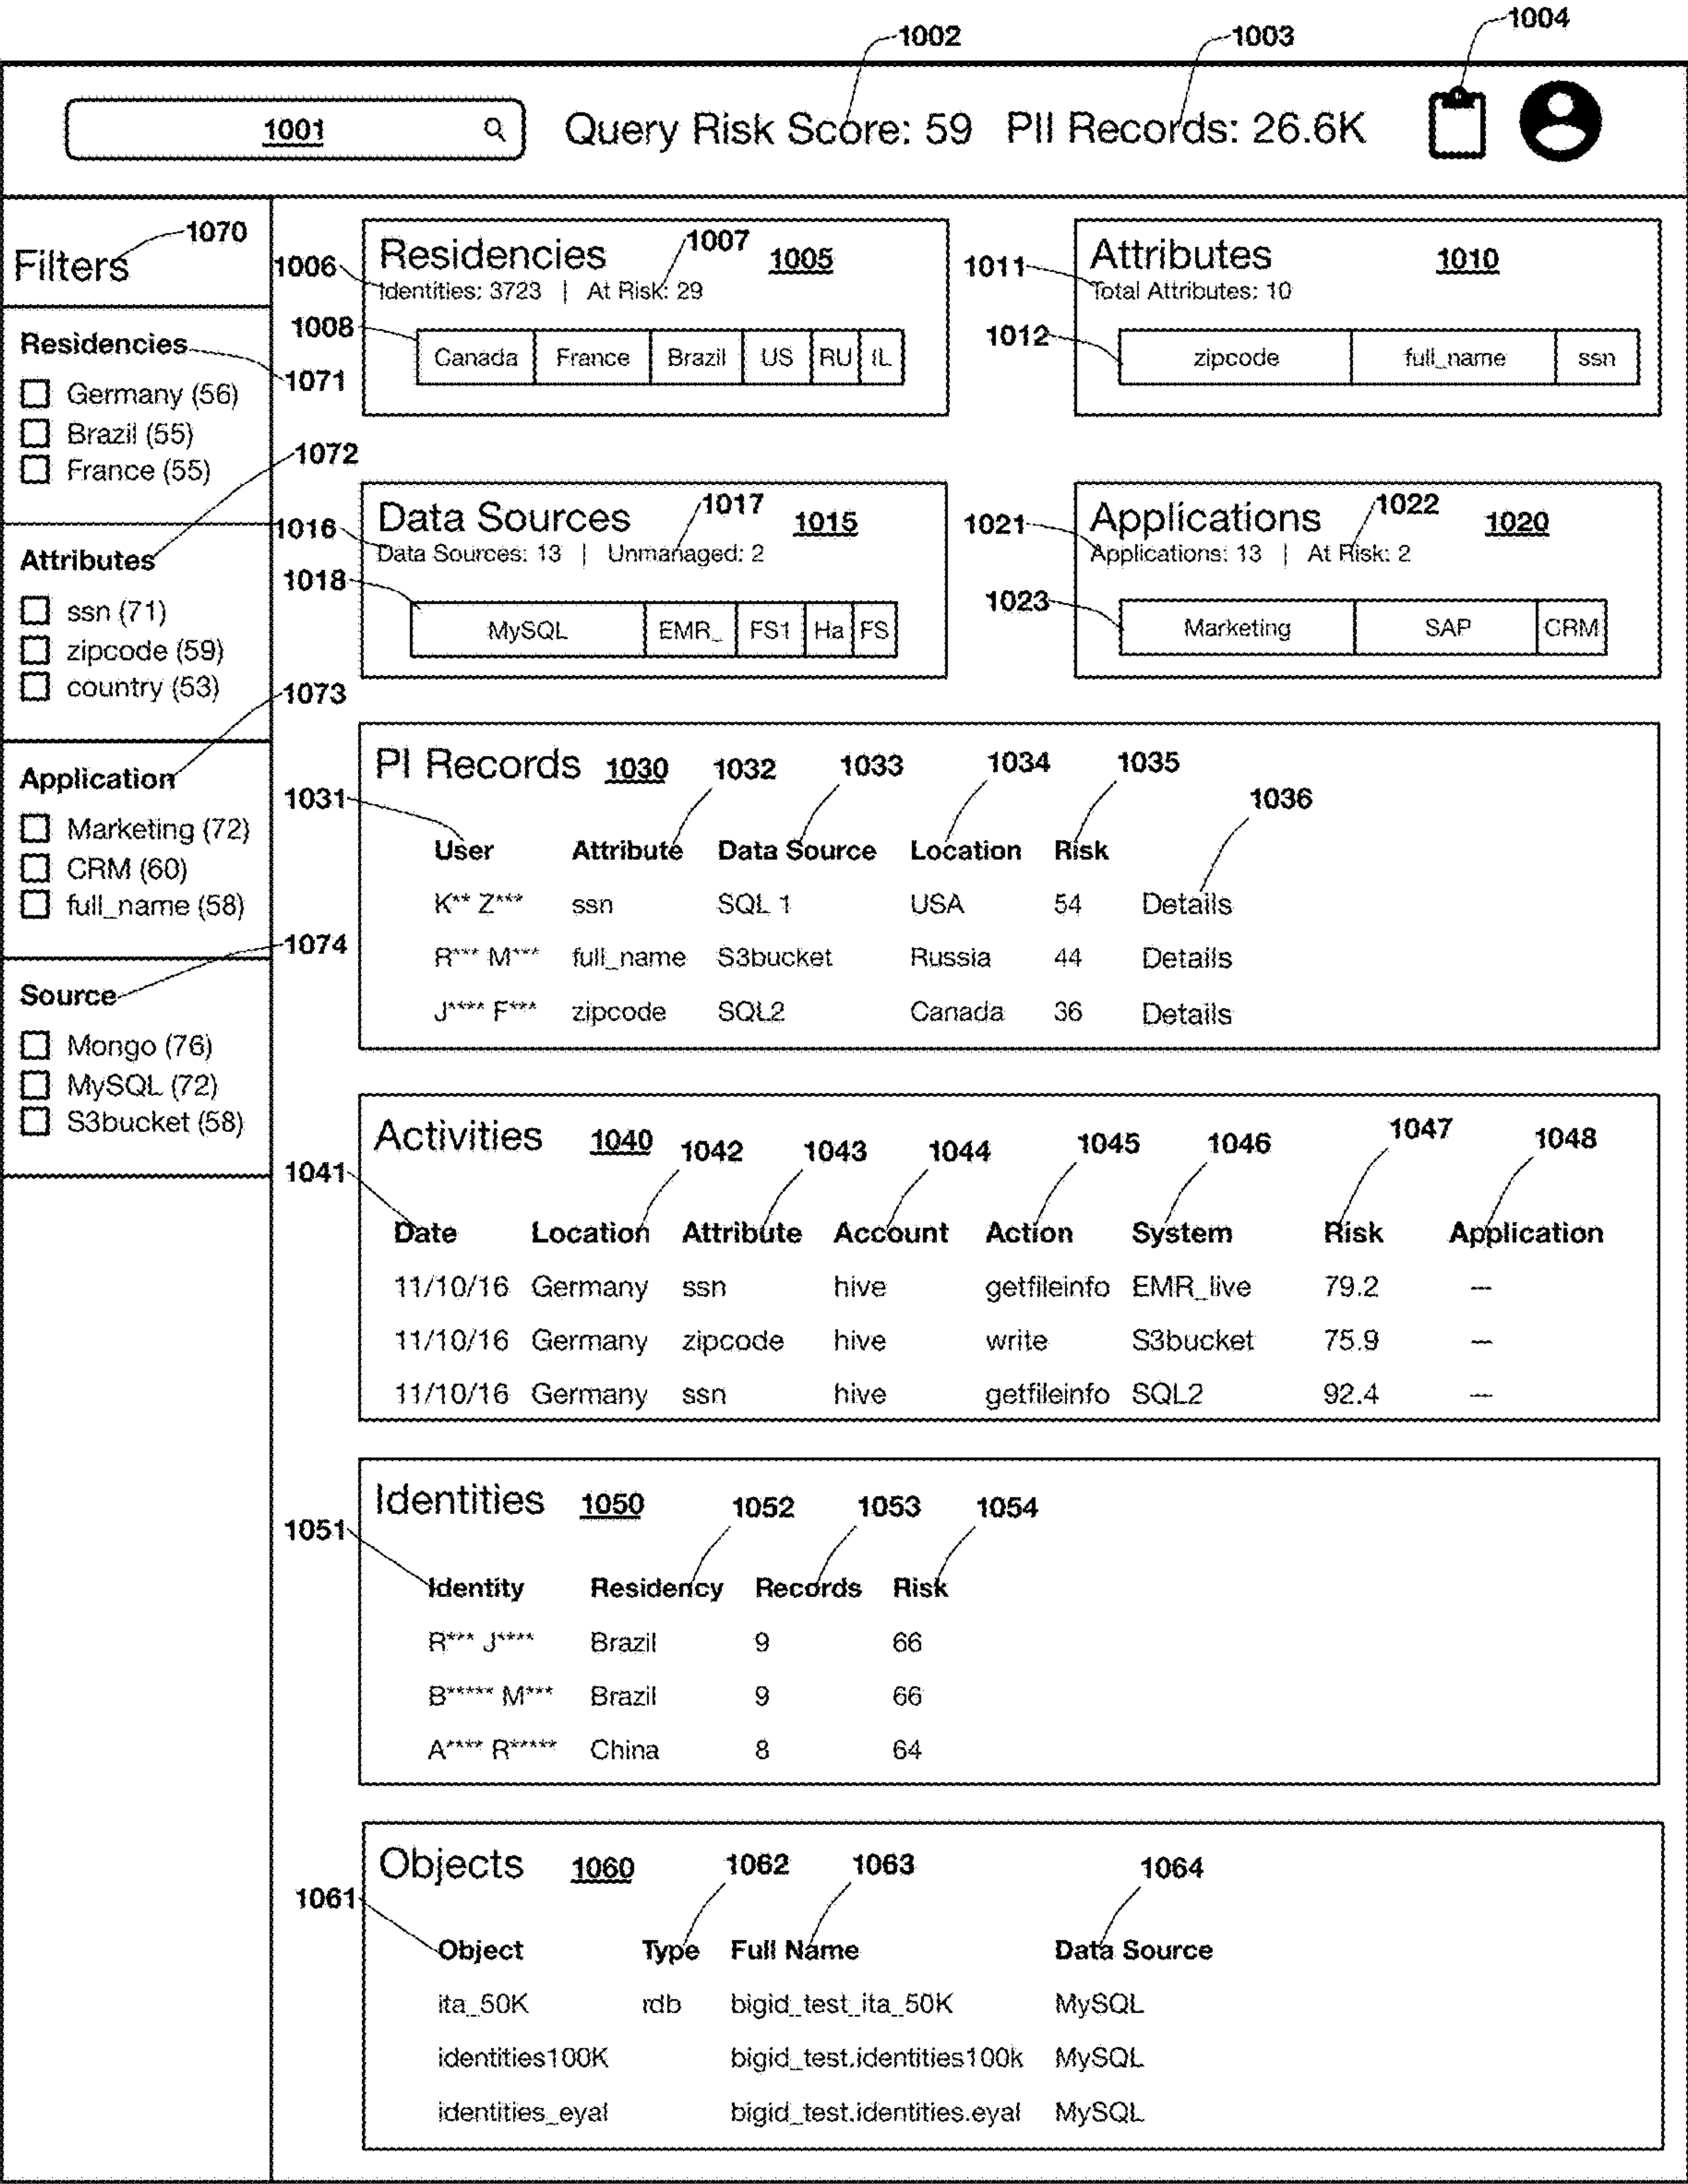 1002 1003 1004
1001 Query Risk Score: 59 PII Records: 26.6K
Filters 1070
Residencies 1071
Germany (56)
Brazil (55)
France (55)
1072
Attributes
ssn (71)
zipcode (59)
country (53)
1073
Application
Marketing (72)
CRM (60)
full_name (58)
1074
Source
Mongo (76)
MySQL (72)
S3bucket (58)
Residencies 1007 1005
1006 Identities: 3723 | At Risk: 29
1008 Canada France Brazil US RU IL
Attributes 1010
1011 Total Attributes: 10
1012 zipcode full_name ssn
Data Sources 1017 1015
1016 Data Sources: 13 | Unmanaged: 2
1018 MySQL EMR_ FS1 Ha FS
Applications 1022 1020
1021 Applications: 13 | At Risk: 2
1023 Marketing SAP CRM
PI Records 1030 1032 1033 1034 1035
1031 1036
User Attribute Data Source Location Risk
K** Z*** ssn SQL 1 USA 54 Details
R*** M*** full_name S3bucket Russia 44 Details
J**** F*** zipcode SQL2 Canada 36 Details
Activities 1040 1042 1043 1044 1045 1046 1047 1048
1041
Date Location Attribute Account Action System Risk Application
11/10/16 Germany ssn hive getfileinfo EMR_live 79.2 ---
11/10/16 Germany zipcode hive write S3bucket 75.9 ---
11/10/16 Germany ssn hive getfileinfo SQL2 92.4 ---
Identities 1050 1052 1053 1054
1051
Identity Residency Records Risk
R*** J**** Brazil 9 66
B***** M*** Brazil 9 66
A**** R***** China 8 64
Objects 1060 1062 1063 1064
1061
Object Type Full Name Data Source
ita_50K rdb bigid_test_ita_50K MySQL
identities100K bigid_test.identities100k MySQL
identities_eyal bigid_test.identities.eyal MySQL